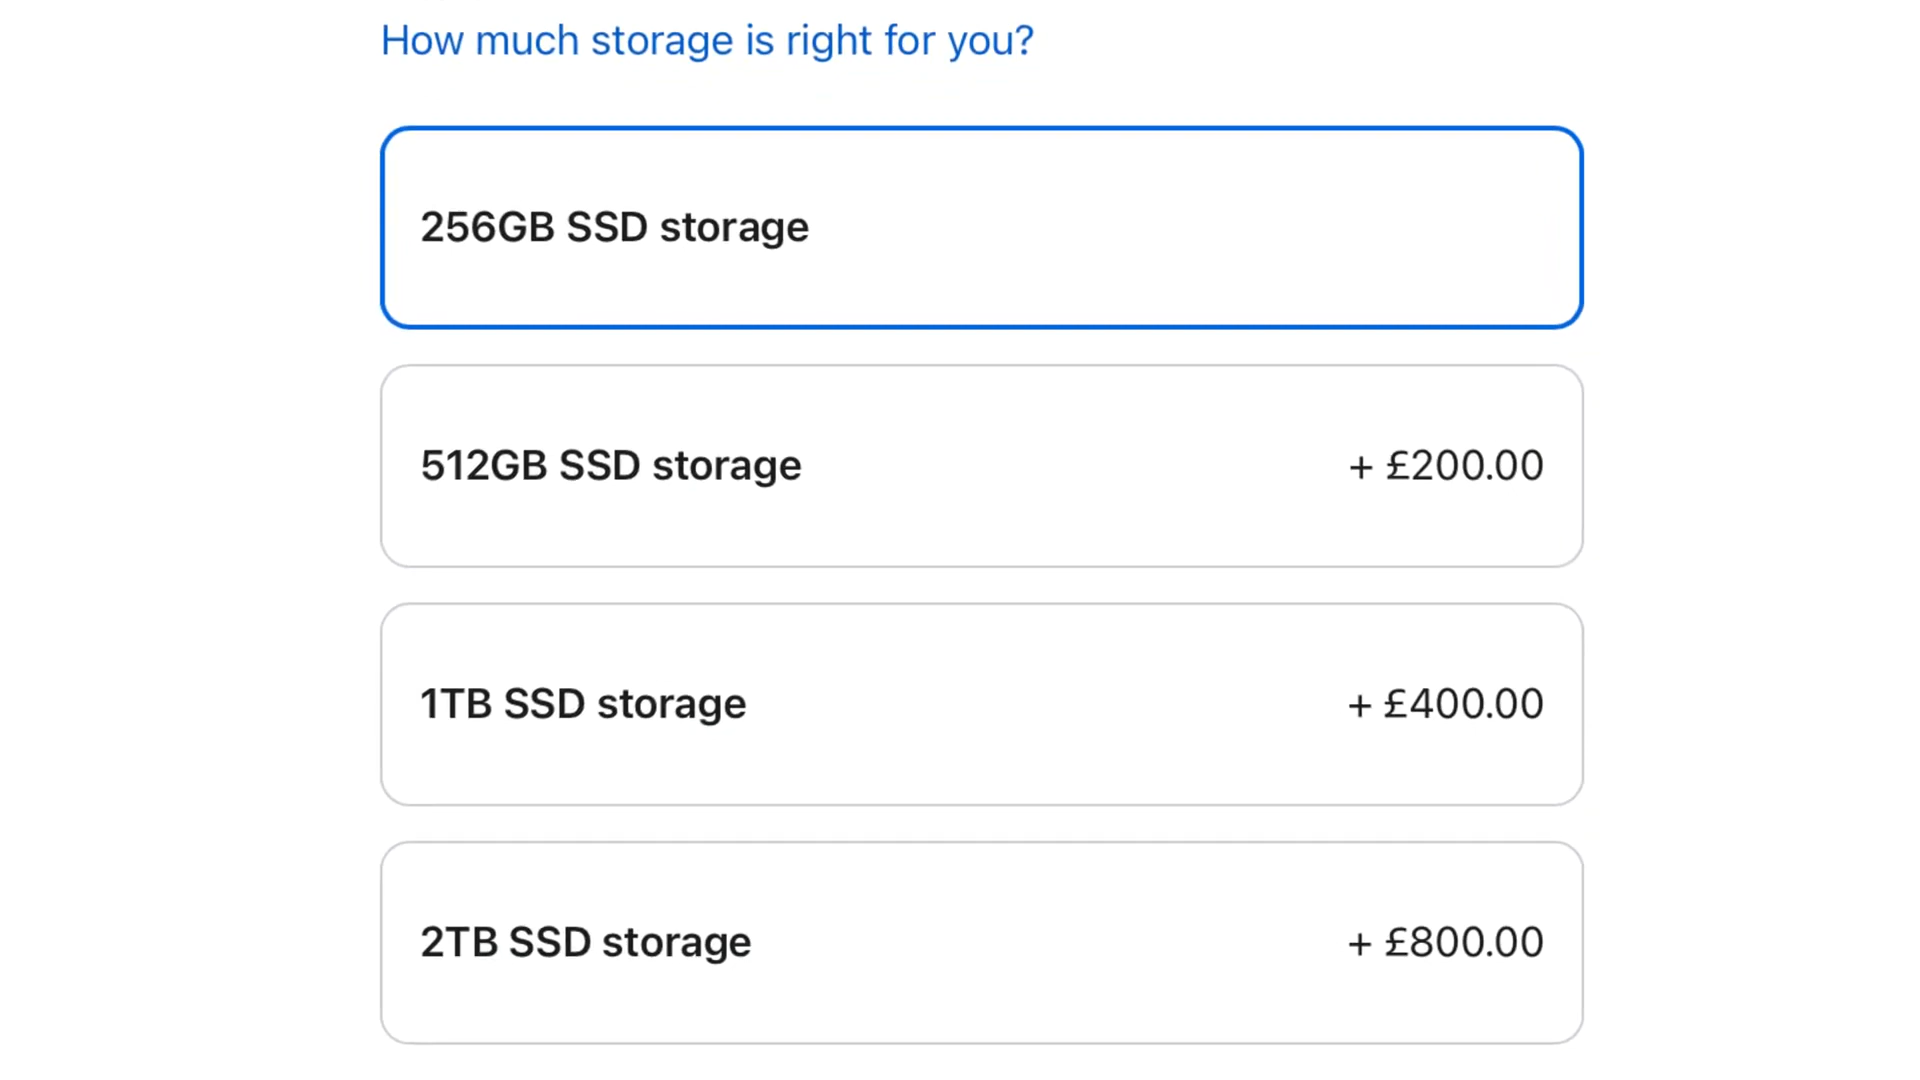 How much storage is right for you?
256GB SSD storage
512GB SSD storage + £200.00
1TB SSD storage + £400.00
2TB SSD storage + £800.00